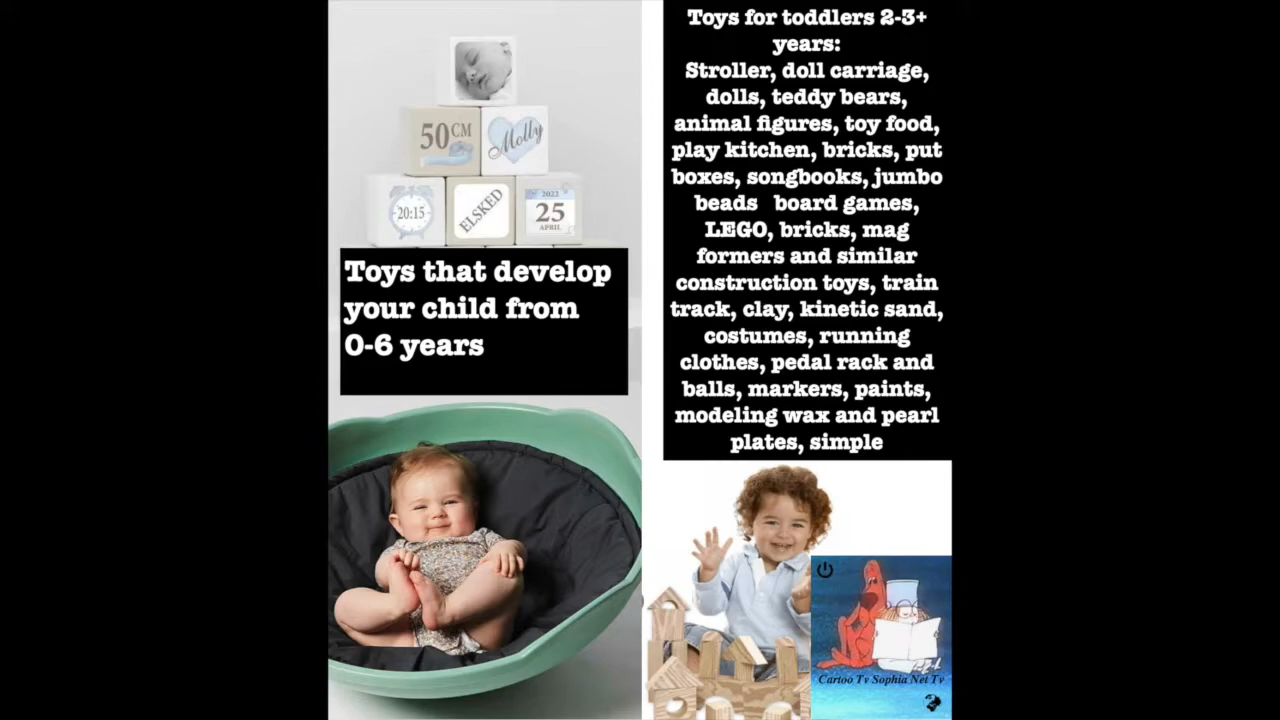 50CM
Molly
20:15
ELSKED
2022
25
APRIL
Toys that develop
your child from
0-6 years
Toys for toddlers 2-3+
years:
Stroller, doll carriage,
dolls, teddy bears,
animal figures, toy food,
play kitchen, bricks, put
boxes, songbooks, jumbo
beads board games,
LEGO, bricks, mag
formers and similar
construction toys, train
track, clay, kinetic sand,
costumes, running
clothes, pedal rack and
balls, markers, paints,
modeling wax and pearl
plates, simple
Cartoo Tv Sophia Net Tv